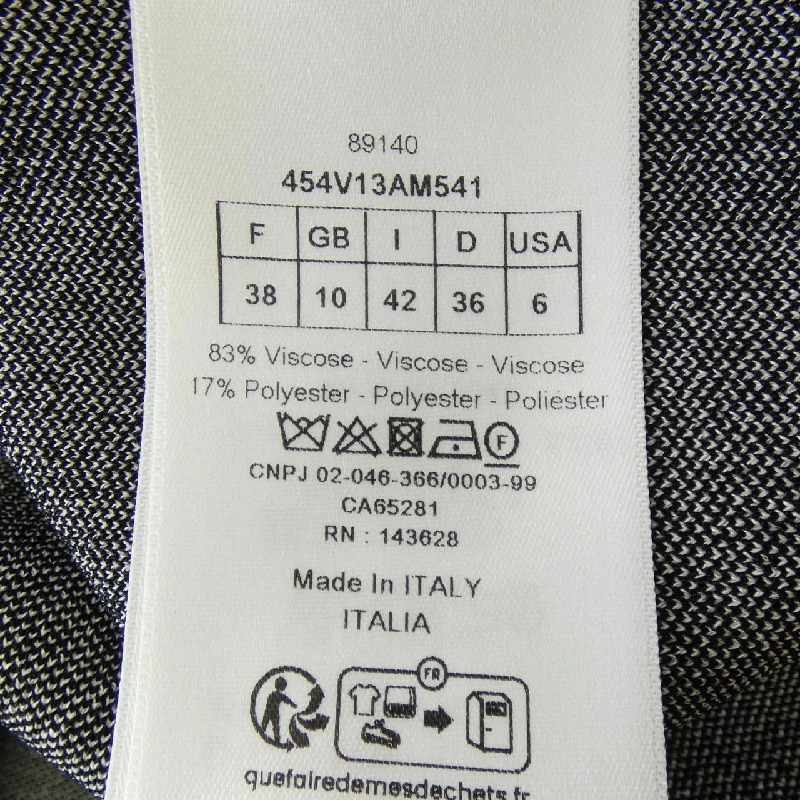 89140
454V13AM541
F GB I D USA
38 10 42 36 6
83% Viscose - Viscose - Viscose
17% Polyester - Polyester - Poliéster
F
CNPJ 02-046-366/0003-99
CA65281
RN : 143628
Made In ITALY
ITALIA
FR
quefairedemesdechets.fr